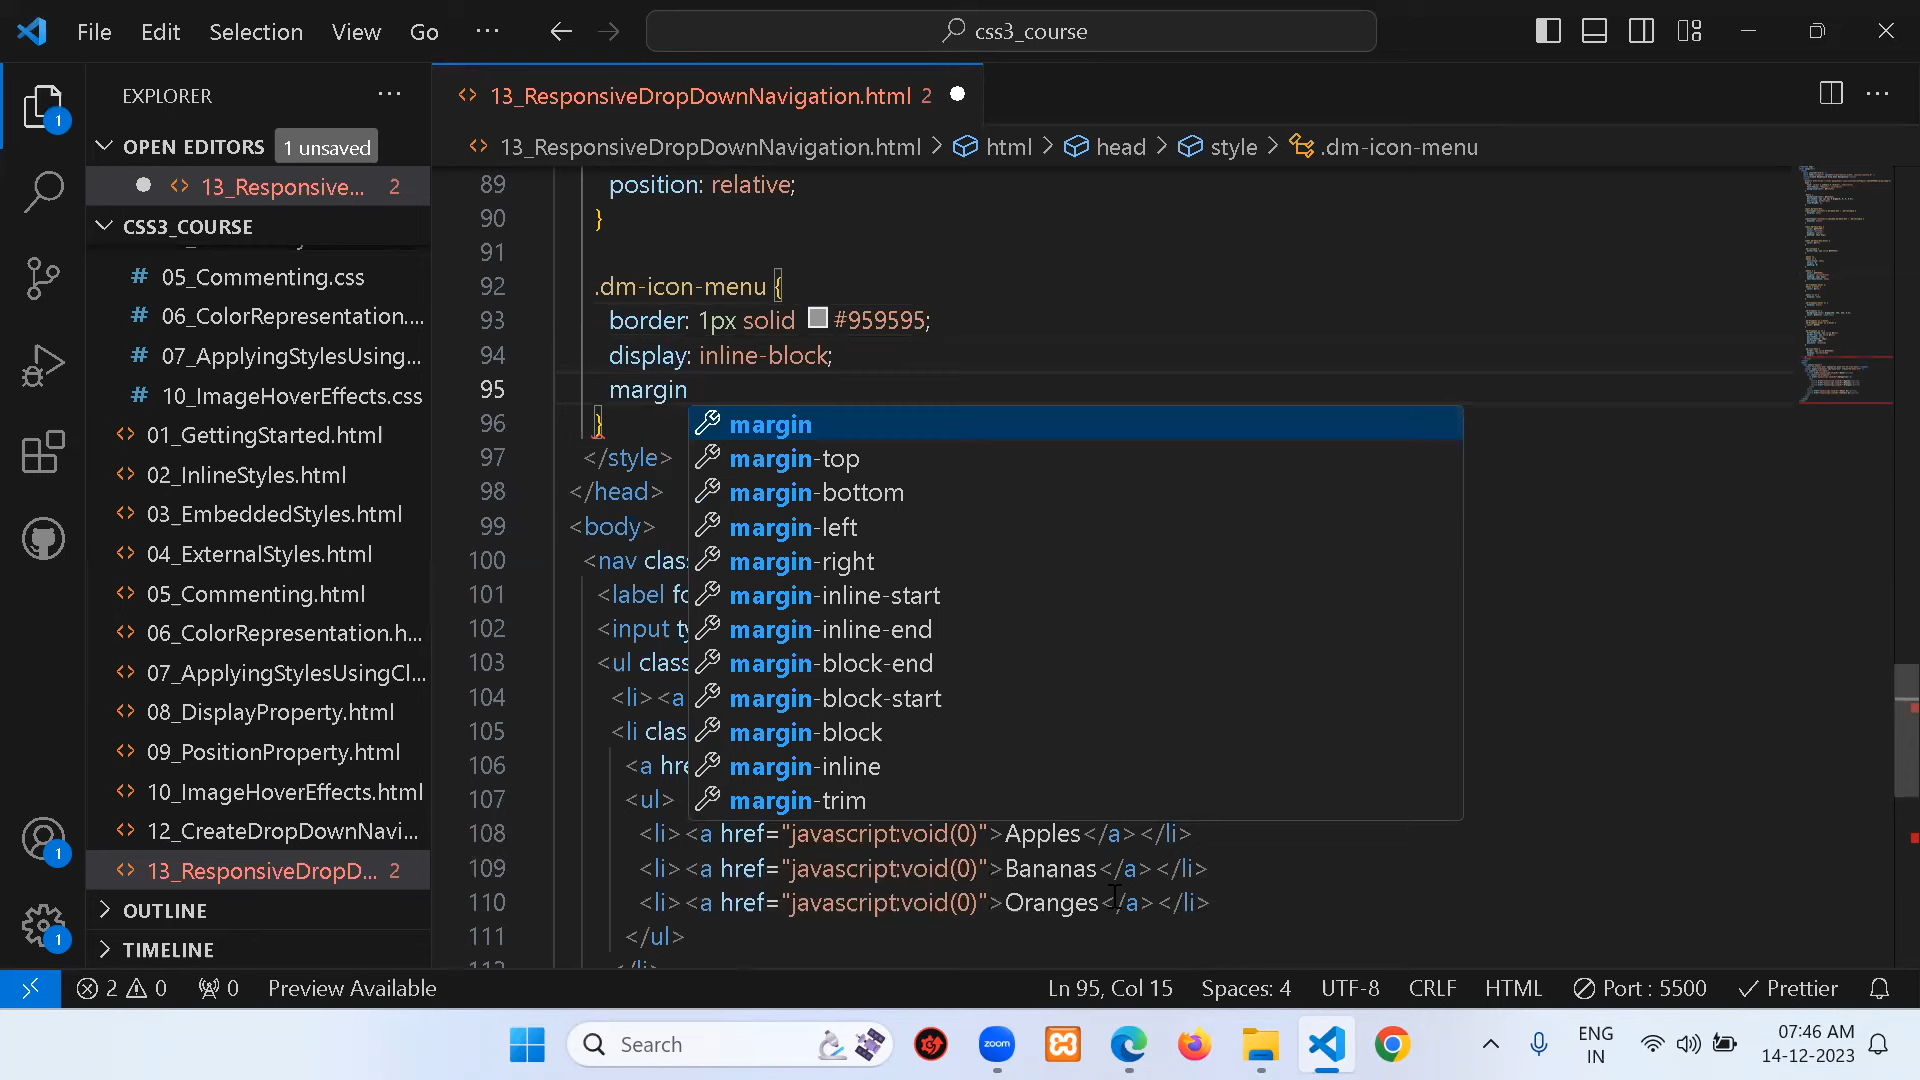 File Edit Selection View Go ··· css3_course
EXPLORER ···
OPEN EDITORS 1 unsaved
13_Responsive... 2
CSS3_COURSE
05_Commenting.css
06_ColorRepresentation....
07_ApplyingStylesUsing...
10_ImageHoverEffects.css
01_GettingStarted.html
02_InlineStyles.html
03_EmbeddedStyles.html
04_ExternalStyles.html
05_Commenting.html
06_ColorRepresentation.h...
07_ApplyingStylesUsingCl...
08_DisplayProperty.html
09_PositionProperty.html
10_ImageHoverEffects.html
12_CreateDropDownNavi...
13_ResponsiveDropD... 2
OUTLINE
TIMELINE
1
1
1
13_ResponsiveDropDownNavigation.html 2
13_ResponsiveDropDownNavigation.html > html > head > style > .dm-icon-menu
89 position: relative;
90 }
91
92 .dm-icon-menu {
93 border: 1px solid #959595;
94 display: inline-block;
95 margin
96 }
97 </style>
98 </head>
99 <body>
100 <nav clas
101 <label fo
102 <input ty
103 <ul class
104 <li><a
105 <li clas
106 <a hre
107 <ul>
108 <li><a href="javascript:void(0)">Apples</a></li>
109 <li><a href="javascript:void(0)">Bananas</a></li>
110 <li><a href="javascript:void(0)">Oranges</a></li>
111 </ul>
margin
margin-top
margin-bottom
margin-left
margin-right
margin-inline-start
margin-inline-end
margin-block-end
margin-block-start
margin-block
margin-inline
margin-trim
2 0 0 Preview Available Ln 95, Col 15 Spaces: 4 UTF-8 CRLF HTML Port : 5500 Prettier
Search zoom ENG IN 07:46 AM
14-12-2023